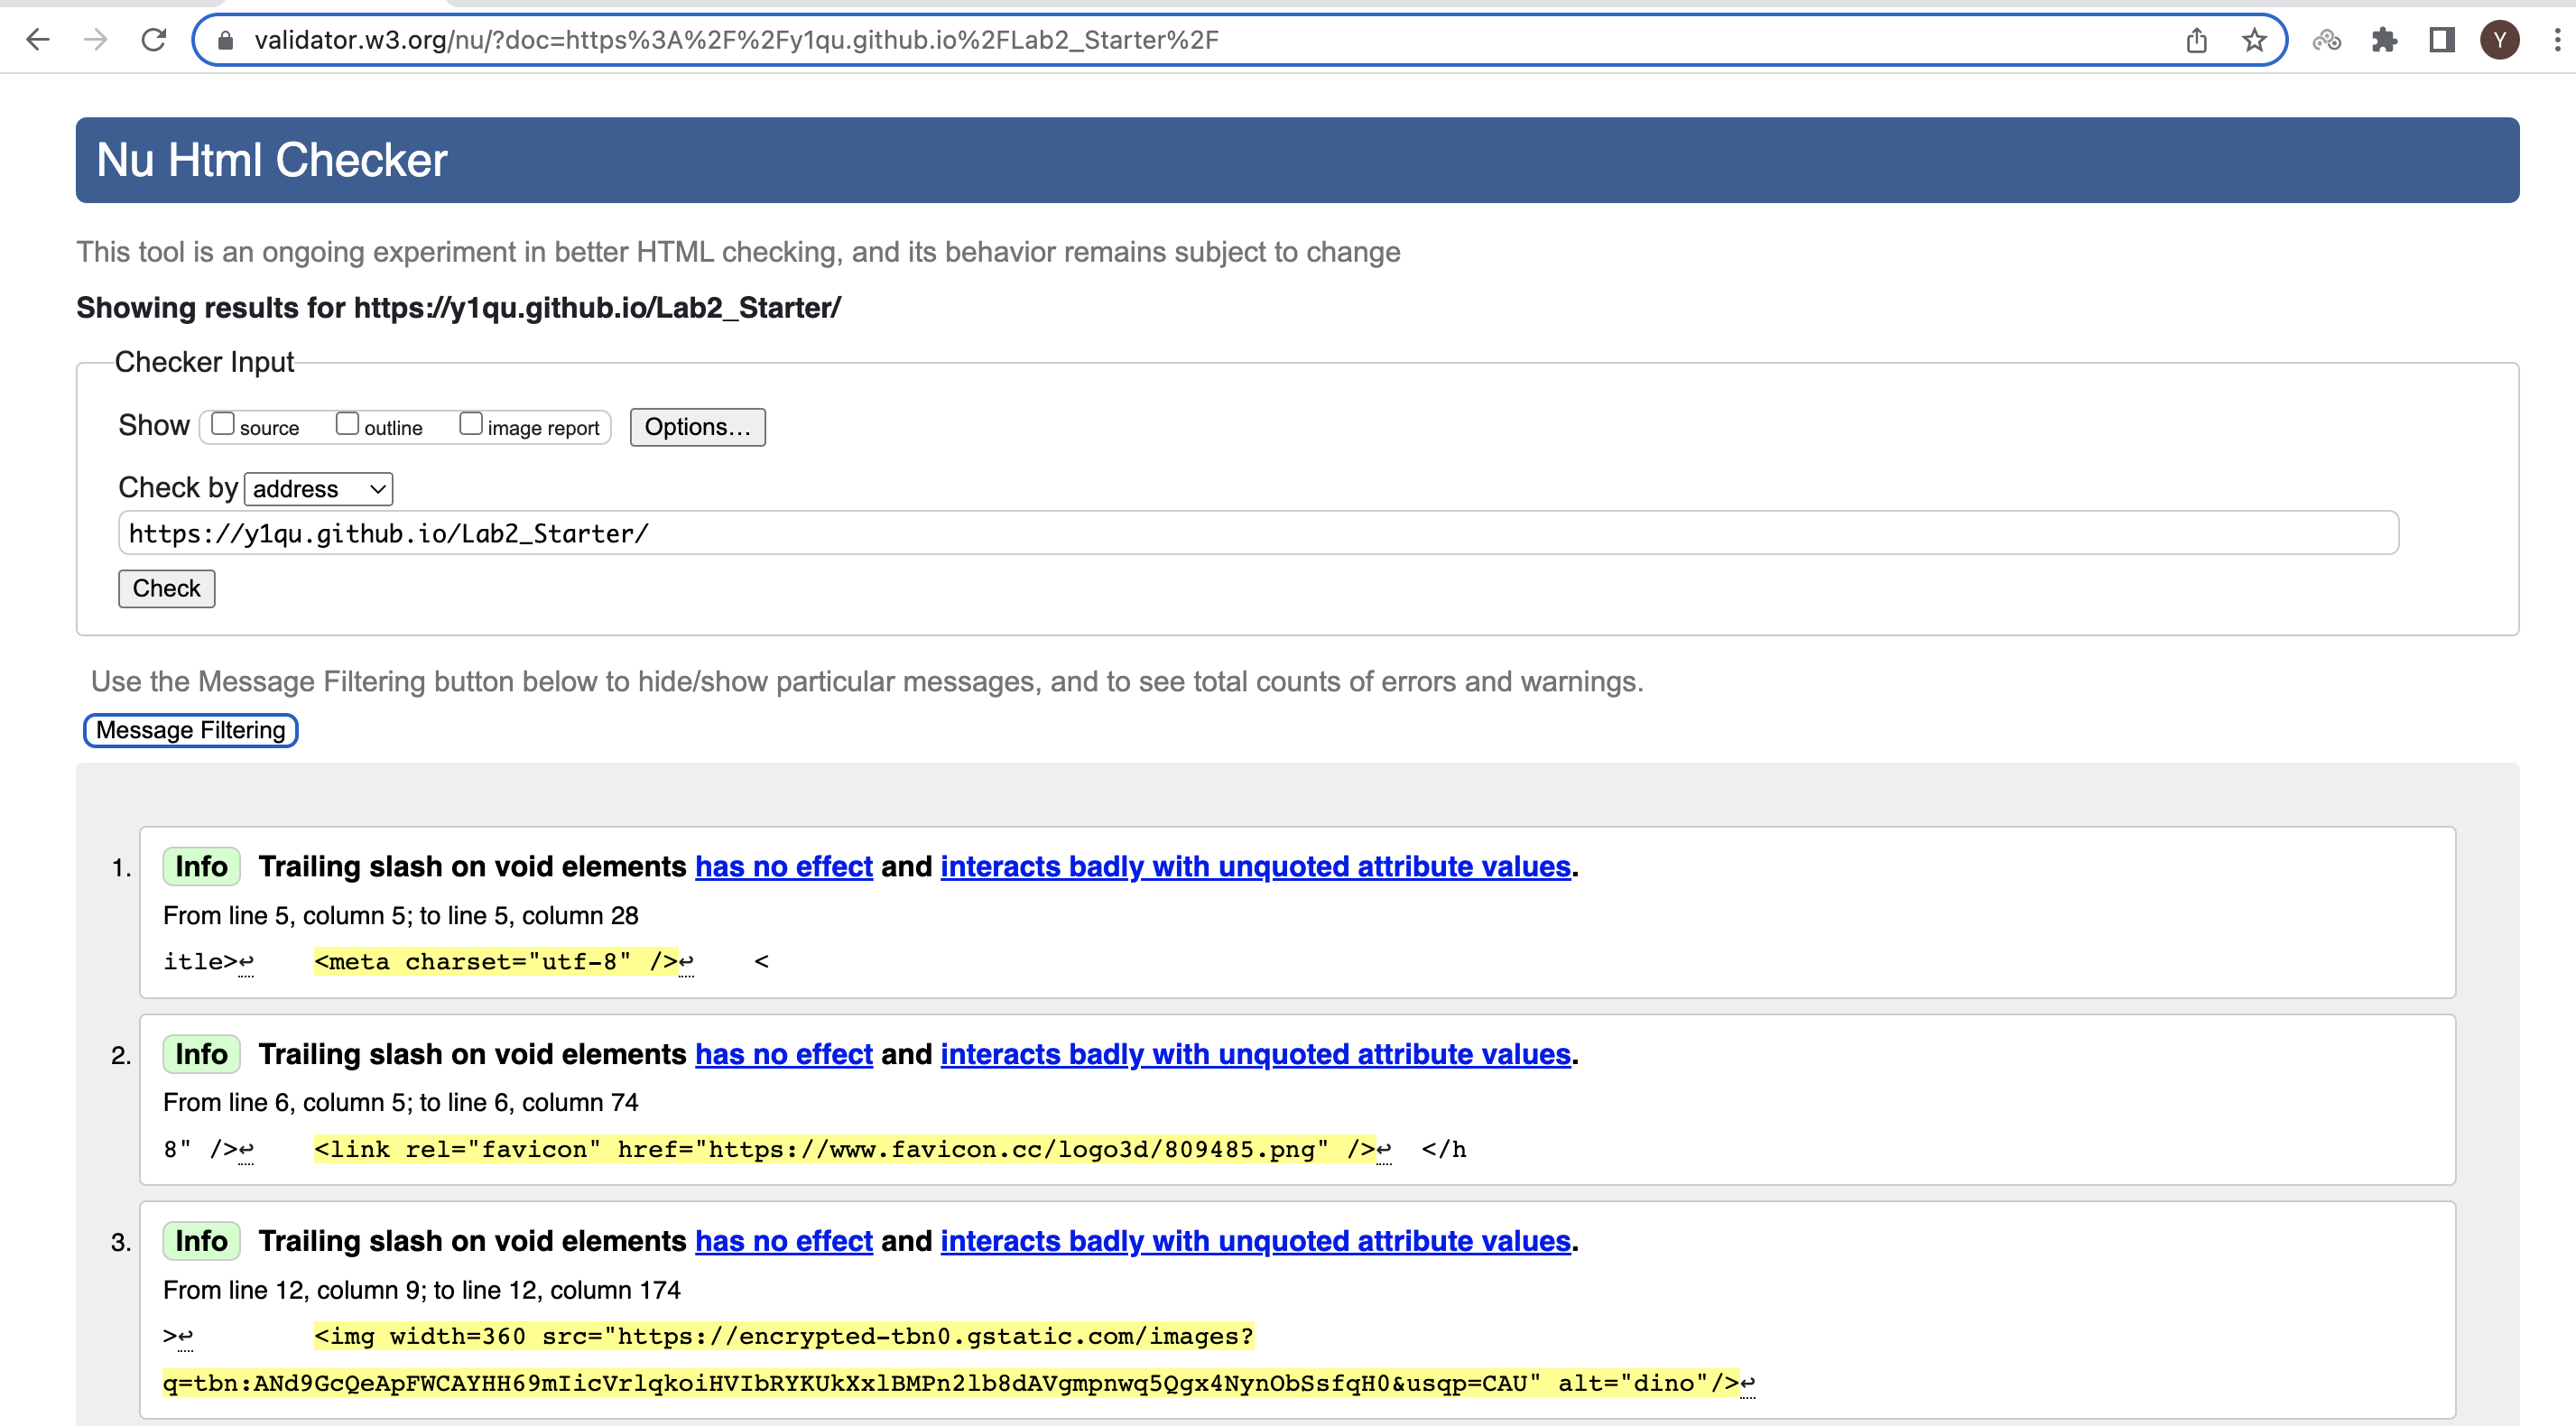 validator.w3.org/nu/?doc=https%3A%2F%2Fy1qu.github.io%2FLab2_Starter%2F
Y
Nu Html Checker
This tool is an ongoing experiment in better HTML checking, and its behavior remains subject to change
Showing results for https://y1qu.github.io/Lab2_Starter/
Checker Input
Show source outline image report Options...
Check by address
https://y1qu.github.io/Lab2_Starter/
Check
Use the Message Filtering button below to hide/show particular messages, and to see total counts of errors and warnings.
Message Filtering
1. Info Trailing slash on void elements has no effect and interacts badly with unquoted attribute values.
From line 5, column 5; to line 5, column 28
itle>↩ <meta charset="utf-8" />↩ <
2. Info Trailing slash on void elements has no effect and interacts badly with unquoted attribute values.
From line 6, column 5; to line 6, column 74
8" />↩ <link rel="favicon" href="https://www.favicon.cc/logo3d/809485.png" />↩ </h
3. Info Trailing slash on void elements has no effect and interacts badly with unquoted attribute values.
From line 12, column 9; to line 12, column 174
>↩ <img width=360 src="https://encrypted-tbn0.gstatic.com/images?
q=tbn:ANd9GcQeApFWCAYHH69mIicVrlqkoiHVIbRYKUkXxlBMPn2lb8dAVgmpnwq5Qgx4NynObSsfqH0&usqp=CAU" alt="dino"/>↩